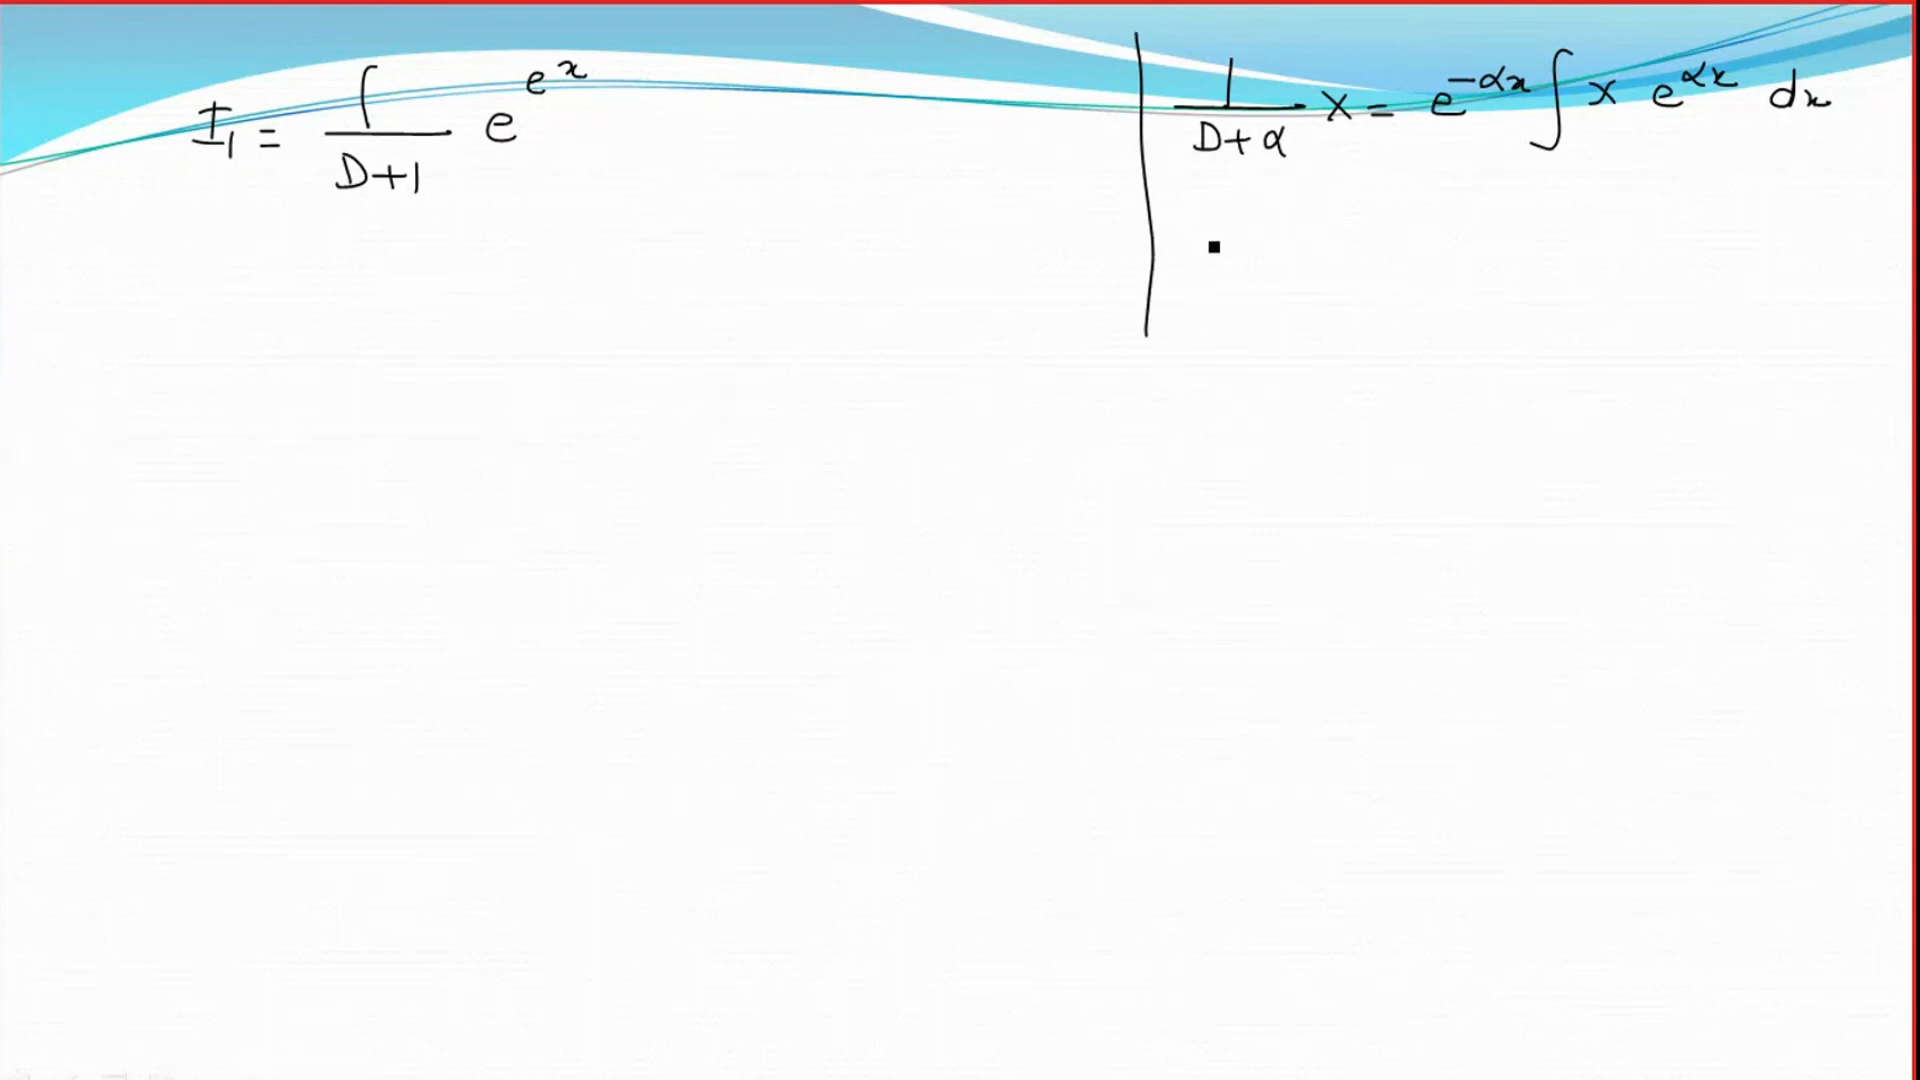 I₁ = 1/(D+1) e^{e^x}
1/(D+α) X = e^{-αx} ∫ X e^{αx} dx